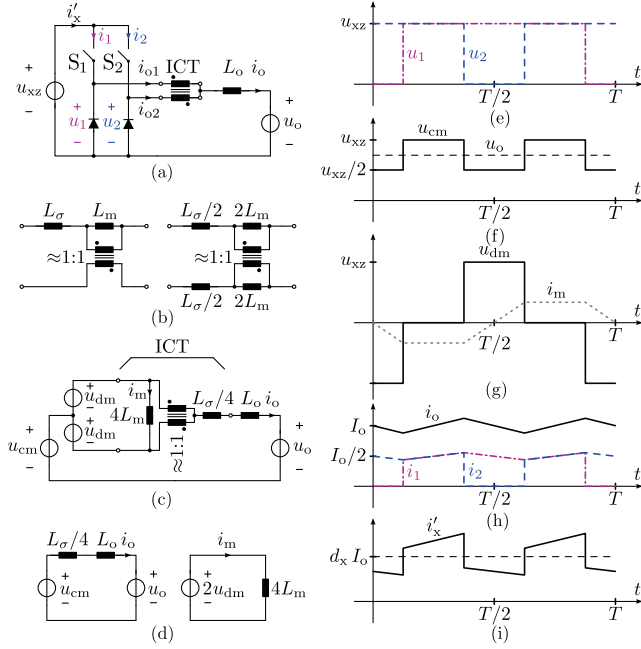 i′x
i1
i2
S1
S2
io1
ICT
Lo
io
uxz
+
−
+
u1
−
+
u2
−
io2
+
uo
−
(a)
Lσ
Lm
≈1:1
Lσ/2
2Lm
≈1:1
Lσ/2
2Lm
(b)
ICT
+
udm
−
+
udm
−
im
4Lm
≈1:1
Lσ/4
Lo
io
+
ucm
−
+
uo
−
(c)
Lσ/4
Lo
io
+
ucm
−
+
uo
−
im
+
2udm
−
4Lm
(d)
uxz
u1
u2
T/2
T
t
(e)
uxz
uxz/2
ucm
uo
T/2
T
t
(f)
uxz
udm
im
T/2
T
t
(g)
Io
io
Io/2
i1
i2
T/2
T
t
(h)
i′x
dx Io
T/2
T
t
(i)